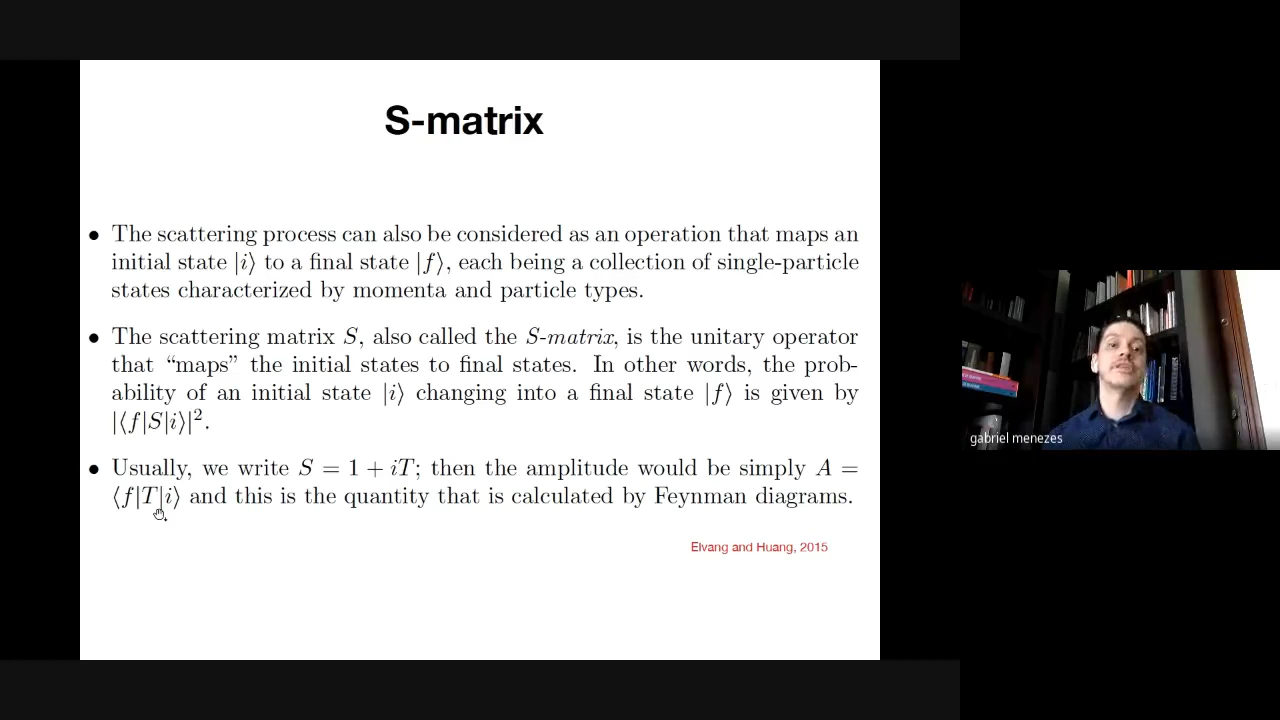 S-matrix
• The scattering process can also be considered as an operation that maps an
initial state |i⟩ to a final state |f⟩, each being a collection of single-particle
states characterized by momenta and particle types.
• The scattering matrix S, also called the S-matrix, is the unitary operator
that “maps” the initial states to final states. In other words, the prob-
ability of an initial state |i⟩ changing into a final state |f⟩ is given by
|⟨f|S|i⟩|².
• Usually, we write S = 1 + iT; then the amplitude would be simply A =
⟨f|T|i⟩ and this is the quantity that is calculated by Feynman diagrams.
Elvang and Huang, 2015
gabriel menezes